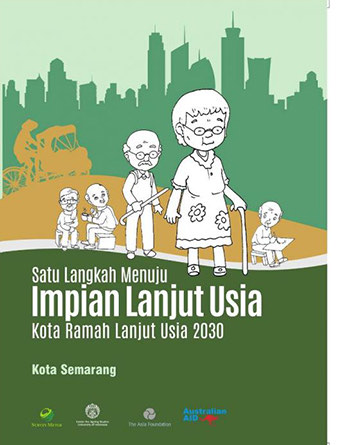 Satu Langkah Menuju
Impian Lanjut Usia
Kota Ramah Lanjut Usia 2030
Kota Semarang
The Asia Foundation
Australian
AID